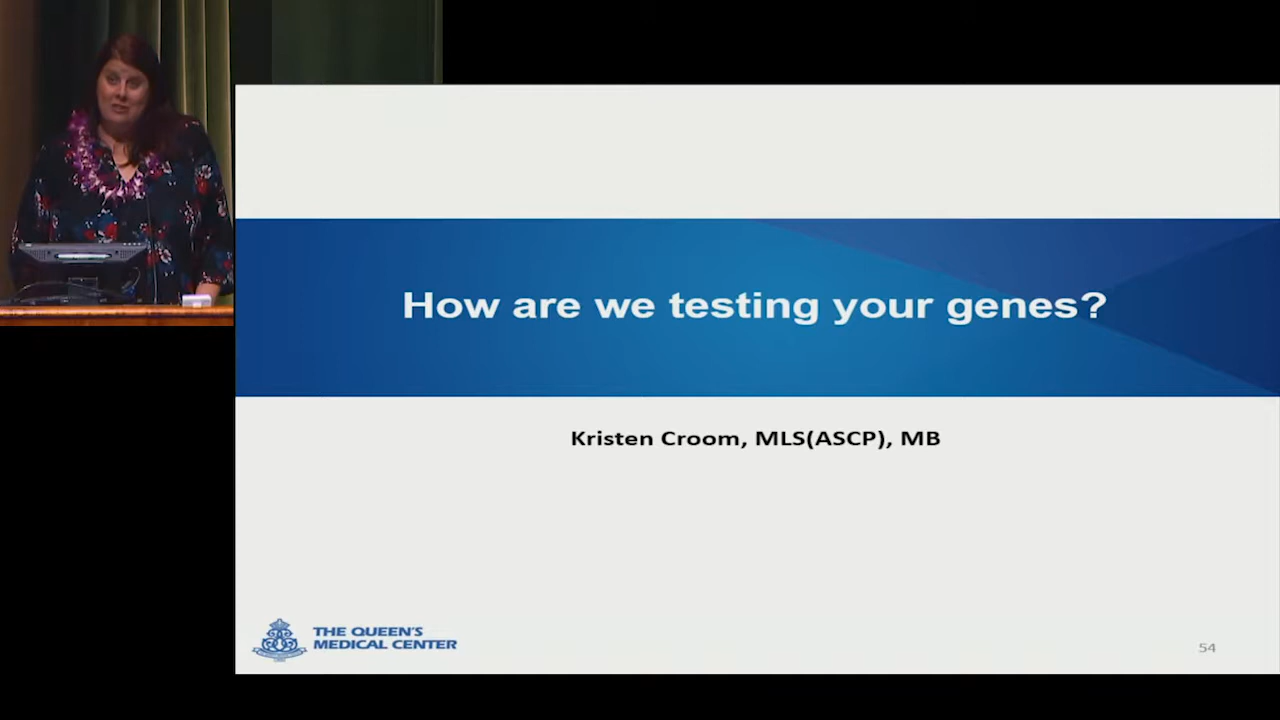 How are we testing your genes?
Kristen Croom, MLS(ASCP), MB
THE QUEEN'S
MEDICAL CENTER
54